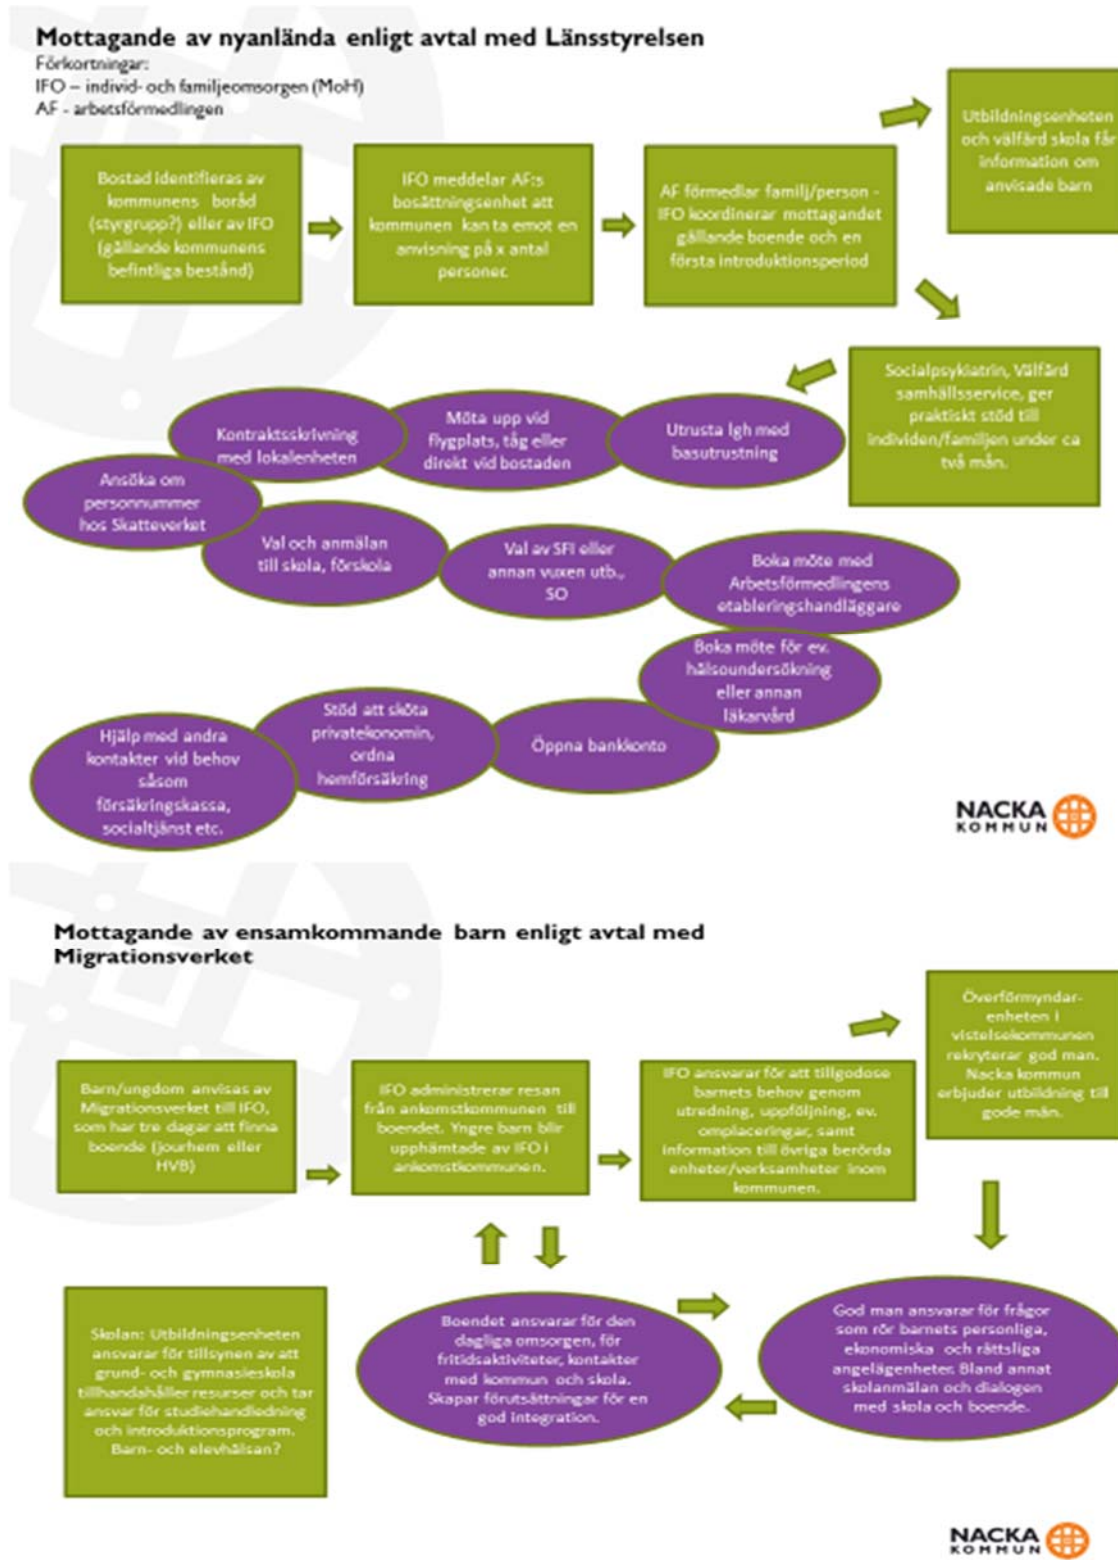 Mottagande av nyanlända enligt avtal med Länsstyrelsen
Förkortningar:
IFO – individ- och familjeomsorgen (MoH)
AF - arbetsförmedlingen
Bostad identifieras av
kommunens boråd
(styrgrupp?) eller av IFO
(gällande kommunens
befintliga bestånd)
IFO meddelar AF:s
bosättningsenhet att
kommunen kan ta emot en
anvisning på x antal
personer.
AF förmedlar familj/person -
IFO koordinerar mottagandet
gällande boende och en
första introduktionsperiod
Utbildningsenheten
och välfärd skola får
information om
anvisade barn
Socialpsykiatrin, Välfärd
samhällsservice, ger
praktiskt stöd till
individen/familjen under ca
två mån.
Utrusta lgh med
basutrustning
Möta upp vid
flygplats, tåg eller
direkt vid bostaden
Kontraktsskrivning
med lokalenheten
Ansöka om
personnummer
hos Skatteverket
Val och anmälan
till skola, förskola
Val av SFI eller
annan vuxen utb.,
SO
Boka möte med
Arbetsförmedlingens
etableringshandläggare
Boka möte för ev.
hälsoundersökning
eller annan
läkarvård
Öppna bankkonto
Stöd att sköta
privatekonomin,
ordna
hemförsäkring
Hjälp med andra
kontakter vid behov
såsom
försäkringskassa,
socialtjänst etc.
NACKA
KOMMUN
Mottagande av ensamkommande barn enligt avtal med
Migrationsverket
Barn/ungdom anvisas av
Migrationsverket till IFO,
som har tre dagar att finna
boende (jourhem eller
HVB)
IFO administrerar resan
från ankomstkommunen till
boendet. Yngre barn blir
upphämtade av IFO i
ankomstkommunen.
IFO ansvarar för att tillgodose
barnets behov genom
utredning, uppföljning, ev.
omplaceringar, samt
information till övriga berörda
enheter/verksamheter inom
kommunen.
Överförmyndar-
enheten i
vistelsekommunen
rekryterar god man.
Nacka kommun
erbjuder utbildning till
gode män.
Skolan: Utbildningsenheten
ansvarar för tillsynen av att
grund- och gymnasieskola
tillhandahåller resurser och tar
ansvar för studiehandledning
och introduktionsprogram.
Barn- och elevhälsan?
Boendet ansvarar för den
dagliga omsorgen, för
fritidsaktiviteter, kontakter
med kommun och skola.
Skapar förutsättningar för en
god integration.
God man ansvarar för frågor
som rör barnets personliga,
ekonomiska och rättsliga
angelägenheter. Bland annat
skolanmälan och dialogen
med skola och boende.
NACKA
KOMMUN